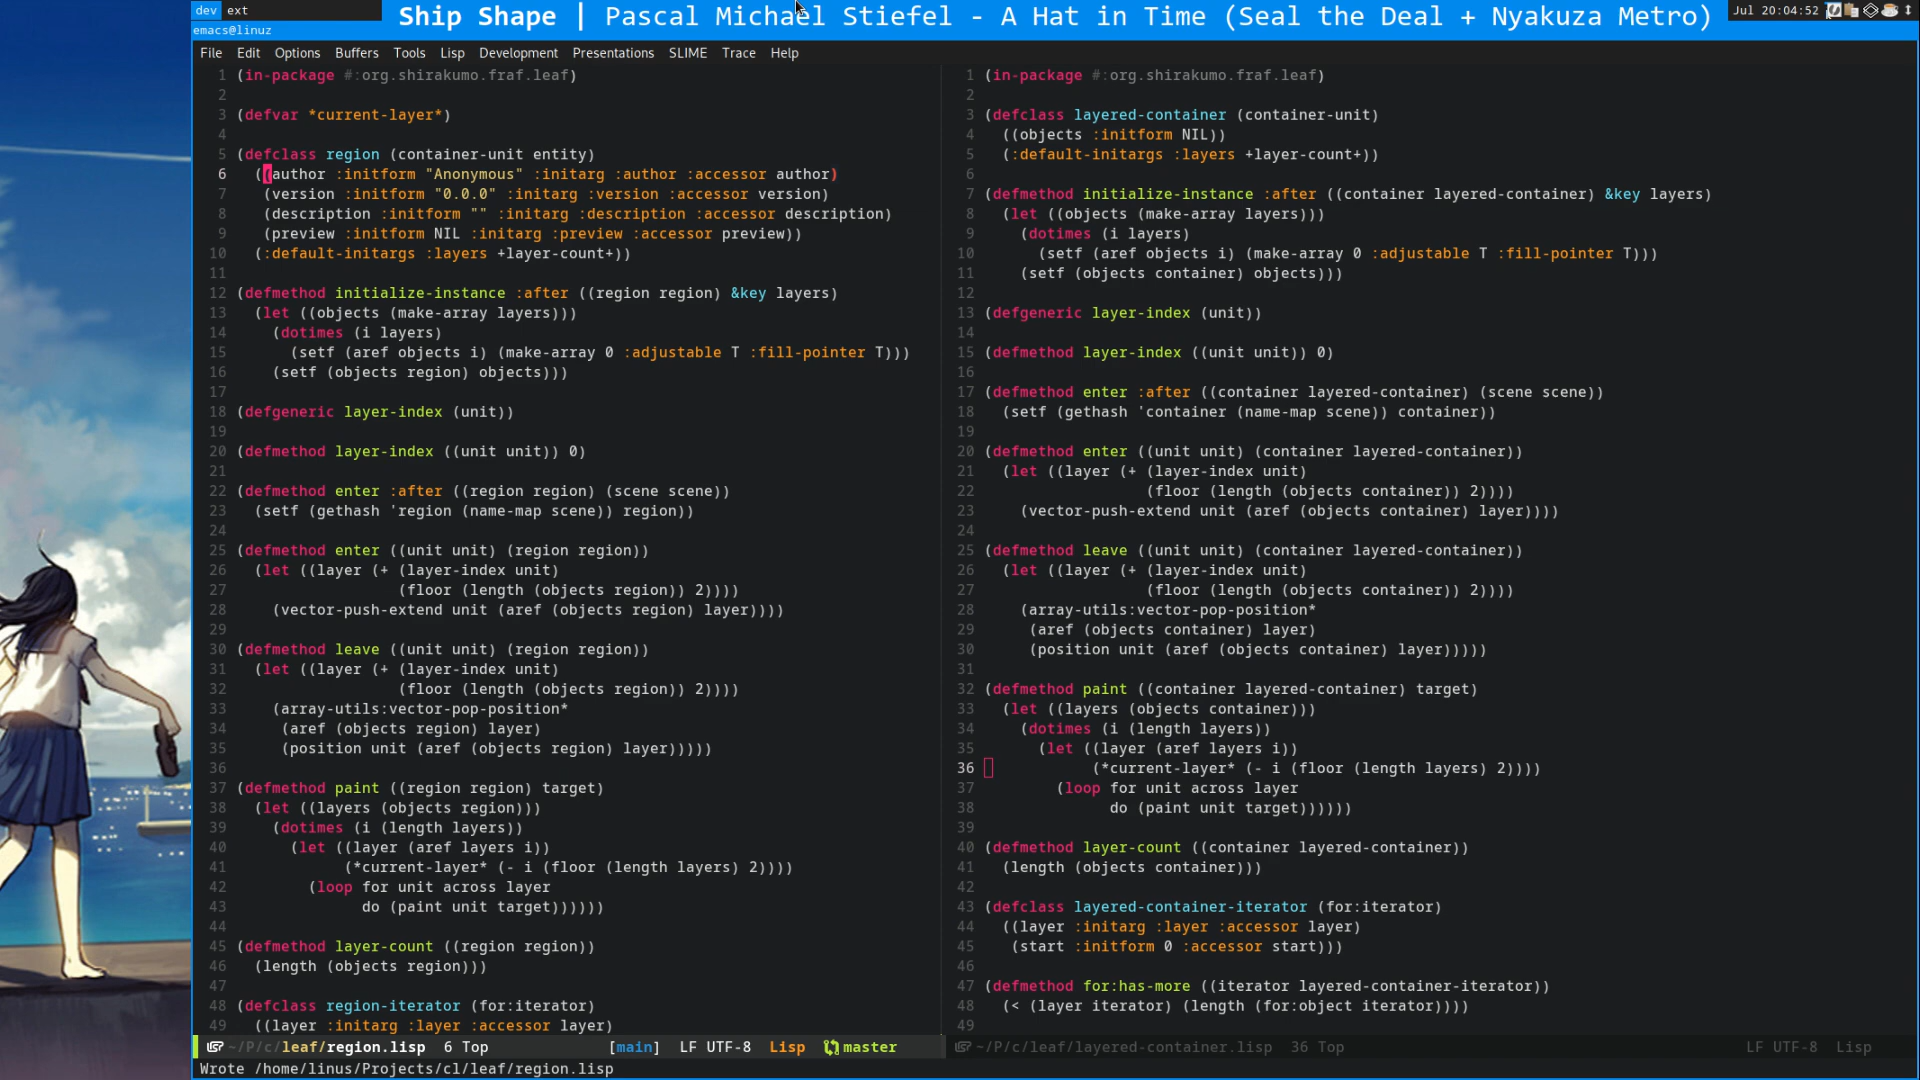 dev ext
Ship Shape | Pascal Michael Stiefel - A Hat in Time (Seal the Deal + Nyakuza Metro)
Jul 20:04:52
emacs@linuz
File Edit Options Buffers Tools Lisp Development Presentations SLIME Trace Help
1 (in-package #:org.shirakumo.fraf.leaf)
2
3 (defvar *current-layer*)
4
5 (defclass region (container-unit entity)
6   ((author :initform "Anonymous" :initarg :author :accessor author)
7    (version :initform "0.0.0" :initarg :version :accessor version)
8    (description :initform "" :initarg :description :accessor description)
9    (preview :initform NIL :initarg :preview :accessor preview))
10   (:default-initargs :layers +layer-count+))
11
12 (defmethod initialize-instance :after ((region region) &key layers)
13   (let ((objects (make-array layers)))
14     (dotimes (i layers)
15       (setf (aref objects i) (make-array 0 :adjustable T :fill-pointer T)))
16     (setf (objects region) objects)))
17
18 (defgeneric layer-index (unit))
19
20 (defmethod layer-index ((unit unit)) 0)
21
22 (defmethod enter :after ((region region) (scene scene))
23   (setf (gethash 'region (name-map scene)) region))
24
25 (defmethod enter ((unit unit) (region region))
26   (let ((layer (+ (layer-index unit)
27                   (floor (length (objects region)) 2))))
28     (vector-push-extend unit (aref (objects region) layer))))
29
30 (defmethod leave ((unit unit) (region region))
31   (let ((layer (+ (layer-index unit)
32                   (floor (length (objects region)) 2))))
33     (array-utils:vector-pop-position*
34      (aref (objects region) layer)
35      (position unit (aref (objects region) layer)))))
36
37 (defmethod paint ((region region) target)
38   (let ((layers (objects region)))
39     (dotimes (i (length layers))
40       (let ((layer (aref layers i))
41             (*current-layer* (- i (floor (length layers) 2))))
42         (loop for unit across layer
43               do (paint unit target))))))
44
45 (defmethod layer-count ((region region))
46   (length (objects region)))
47
48 (defclass region-iterator (for:iterator)
49   ((layer :initarg :layer :accessor layer)
~/P/c/leaf/region.lisp 6 Top [main] LF UTF-8 Lisp master
1 (in-package #:org.shirakumo.fraf.leaf)
2
3 (defclass layered-container (container-unit)
4   ((objects :initform NIL))
5   (:default-initargs :layers +layer-count+))
6
7 (defmethod initialize-instance :after ((container layered-container) &key layers)
8   (let ((objects (make-array layers)))
9     (dotimes (i layers)
10       (setf (aref objects i) (make-array 0 :adjustable T :fill-pointer T)))
11     (setf (objects container) objects)))
12
13 (defgeneric layer-index (unit))
14
15 (defmethod layer-index ((unit unit)) 0)
16
17 (defmethod enter :after ((container layered-container) (scene scene))
18   (setf (gethash 'container (name-map scene)) container))
19
20 (defmethod enter ((unit unit) (container layered-container))
21   (let ((layer (+ (layer-index unit)
22                   (floor (length (objects container)) 2))))
23     (vector-push-extend unit (aref (objects container) layer))))
24
25 (defmethod leave ((unit unit) (container layered-container))
26   (let ((layer (+ (layer-index unit)
27                   (floor (length (objects container)) 2))))
28     (array-utils:vector-pop-position*
29      (aref (objects container) layer)
30      (position unit (aref (objects container) layer)))))
31
32 (defmethod paint ((container layered-container) target)
33   (let ((layers (objects container)))
34     (dotimes (i (length layers))
35       (let ((layer (aref layers i))
36             (*current-layer* (- i (floor (length layers) 2))))
37         (loop for unit across layer
38               do (paint unit target))))))
39
40 (defmethod layer-count ((container layered-container))
41   (length (objects container)))
42
43 (defclass layered-container-iterator (for:iterator)
44   ((layer :initarg :layer :accessor layer)
45    (start :initform 0 :accessor start)))
46
47 (defmethod for:has-more ((iterator layered-container-iterator))
48   (< (layer iterator) (length (for:object iterator))))
49
~/P/c/leaf/layered-container.lisp 36 Top LF UTF-8 Lisp
Wrote /home/linus/Projects/cl/leaf/region.lisp